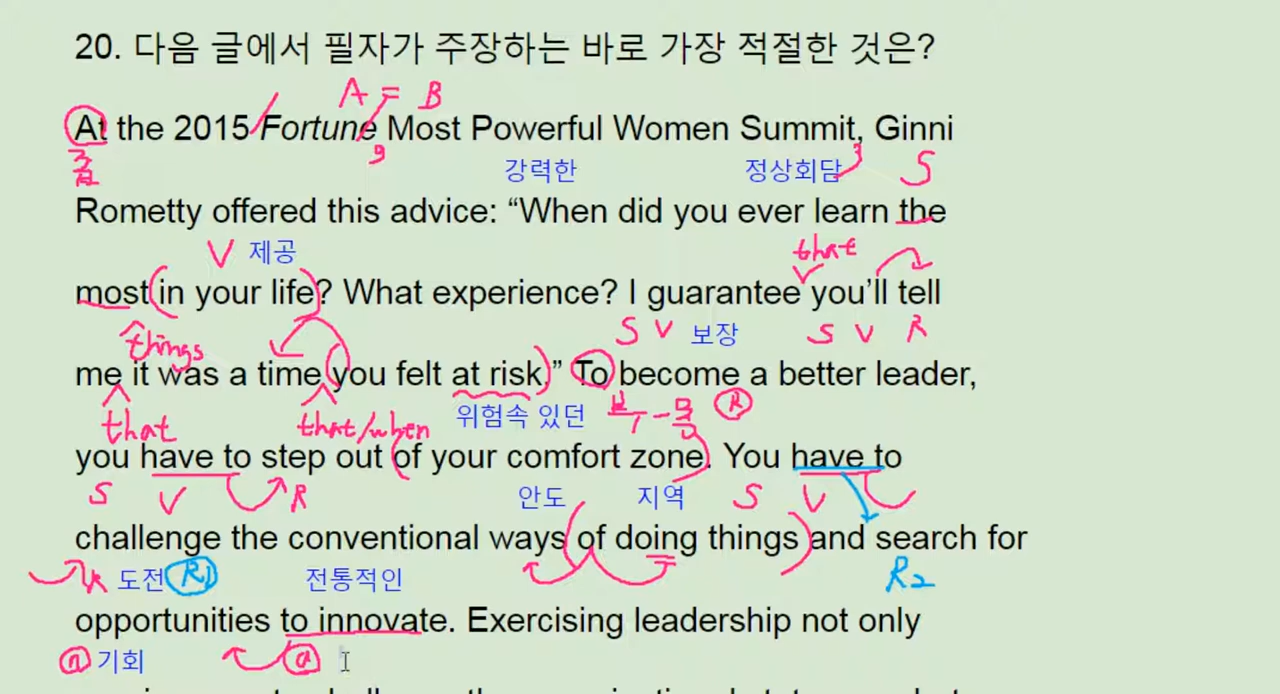 20. 다음 글에서 필자가 주장하는 바로 가장 적절한 것은?
A = B
At the 2015 Fortune Most Powerful Women Summit, Ginni
강력한 정상회담 S
Rometty offered this advice: “When did you ever learn the
V 제공 that
most in your life? What experience? I guarantee you’ll tell
things S V 보장 S V R
me it was a time you felt at risk.” To become a better leader,
that that/when 위험속 있던 R
you have to step out of your comfort zone. You have to
S V R 안도 지역 S V
challenge the conventional ways of doing things and search for
R 도전 R1 전통적인 R2
opportunities to innovate. Exercising leadership not only
n 기회 a